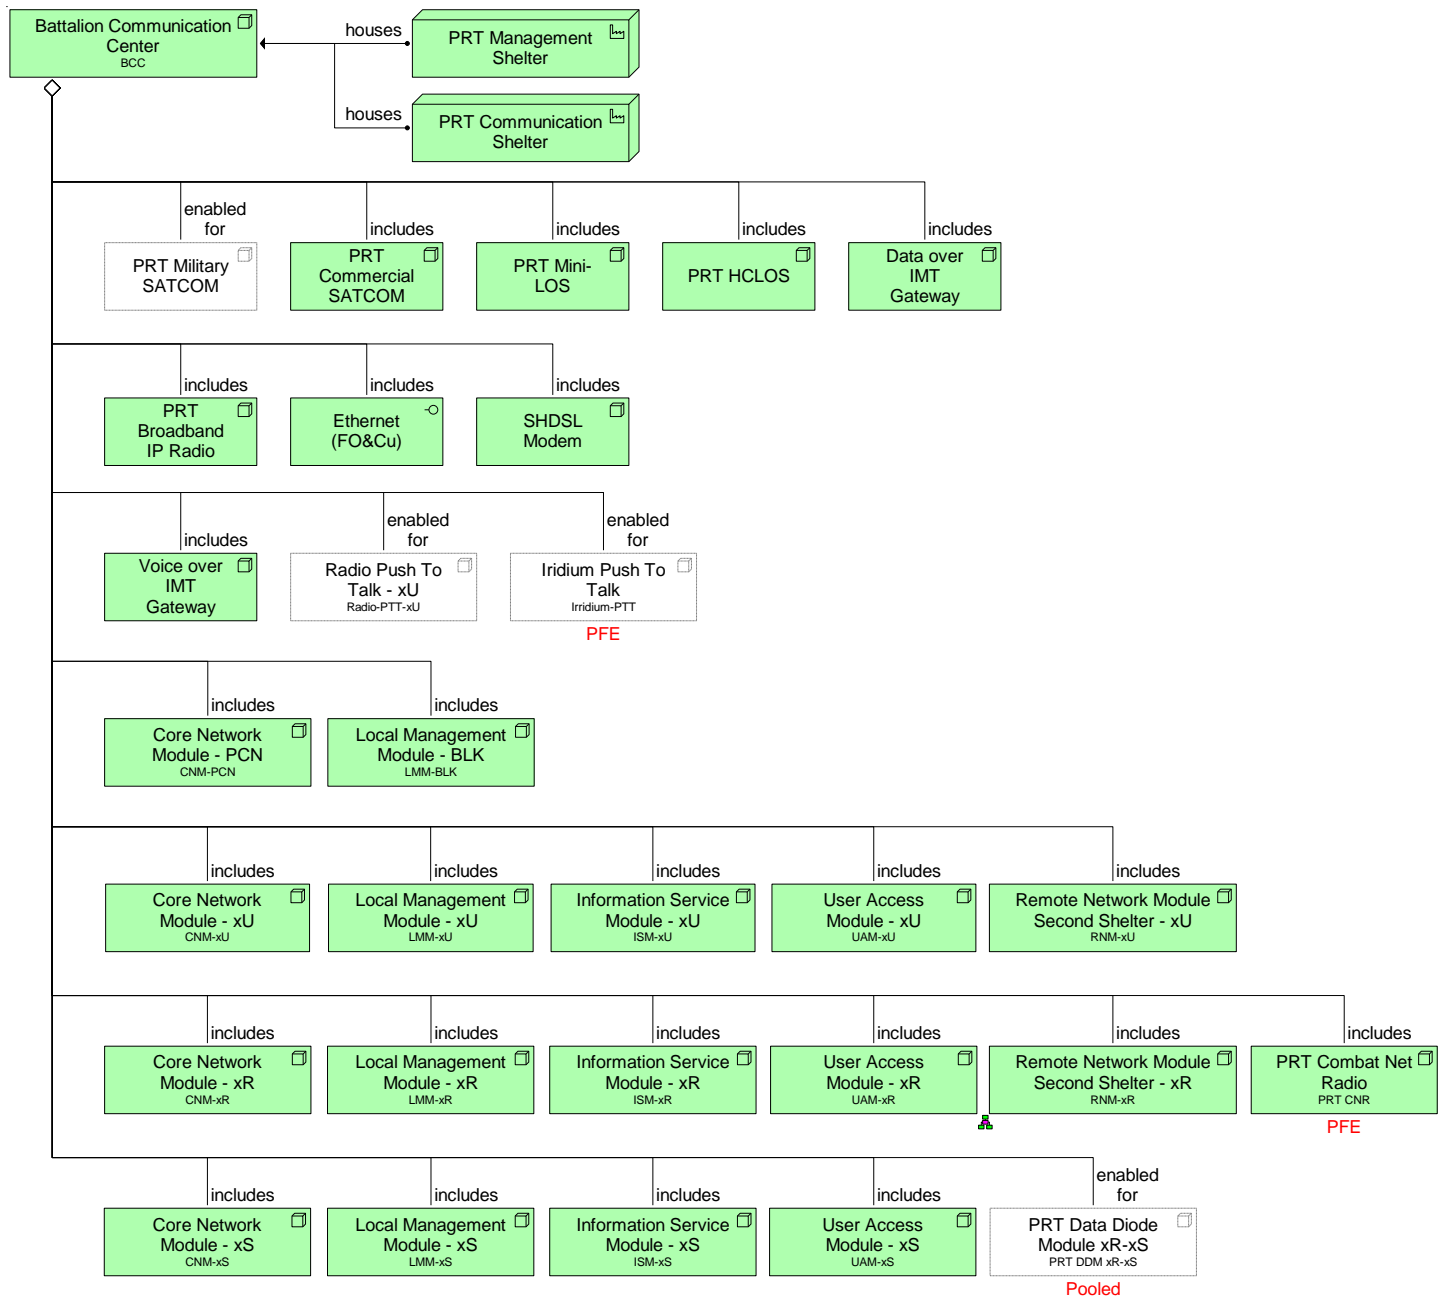 Battalion Communication
Center
BCC
houses
PRT Management
Shelter
houses
PRT Communication
Shelter
enabled
for
includes
includes
includes
includes
PRT Military
SATCOM
PRT
Commercial
SATCOM
PRT Mini-
LOS
PRT HCLOS
Data over
IMT
Gateway
includes
includes
includes
PRT
Broadband
IP Radio
Ethernet
(FO&Cu)
SHDSL
Modem
includes
enabled
for
enabled
for
Voice over
IMT
Gateway
Radio Push To
Talk - xU
Radio-PTT-xU
Iridium Push To
Talk
Irridium-PTT
PFE
includes
includes
Core Network
Module - PCN
CNM-PCN
Local Management
Module - BLK
LMM-BLK
includes
includes
includes
includes
includes
Core Network
Module - xU
CNM-xU
Local Management
Module - xU
LMM-xU
Information Service
Module - xU
ISM-xU
User Access
Module - xU
UAM-xU
Remote Network Module
Second Shelter - xU
RNM-xU
includes
includes
includes
includes
includes
includes
Core Network
Module - xR
CNM-xR
Local Management
Module - xR
LMM-xR
Information Service
Module - xR
ISM-xR
User Access
Module - xR
UAM-xR
Remote Network Module
Second Shelter - xR
RNM-xR
PRT Combat Net
Radio
PRT CNR
PFE
includes
includes
includes
includes
enabled
for
Core Network
Module - xS
CNM-xS
Local Management
Module - xS
LMM-xS
Information Service
Module - xS
ISM-xS
User Access
Module - xS
UAM-xS
PRT Data Diode
Module xR-xS
PRT DDM xR-xS
Pooled